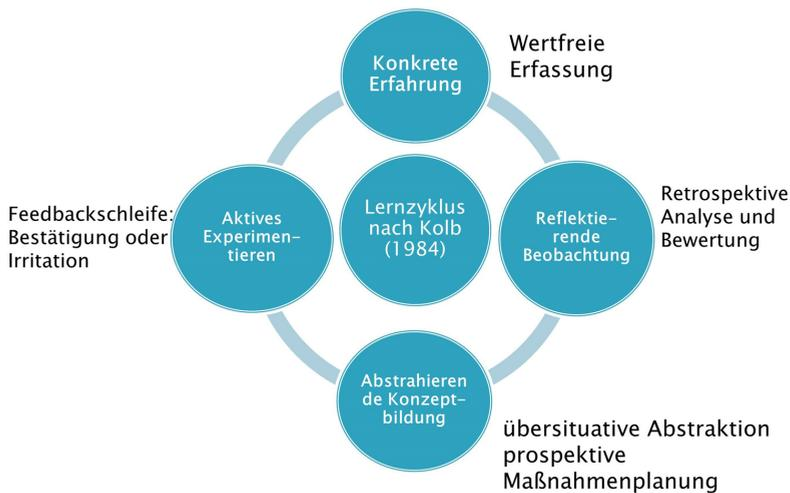 Konkrete
Erfahrung
Wertfreie
Erfassung
Lernzyklus
nach Kolb
(1984)
Reflektie-
rende
Beobachtung
Retrospektive
Analyse und
Bewertung
Abstrahieren
de Konzept-
bildung
übersituative Abstraktion
prospektive
Maßnahmenplanung
Aktives
Experimen-
tieren
Feedbackschleife:
Bestätigung oder
Irritation